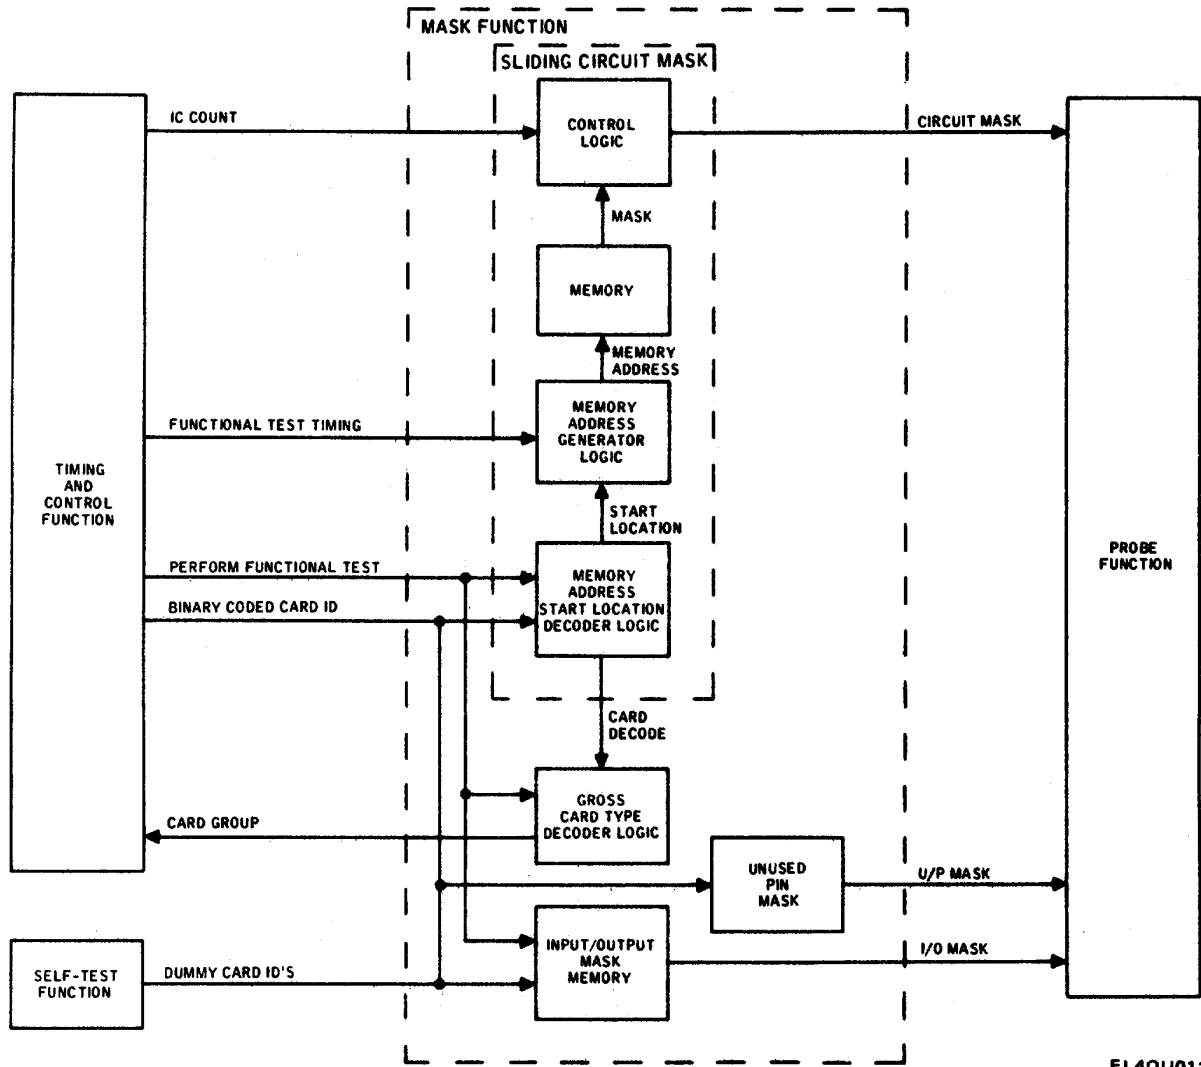 MASK FUNCTION
SLIDING CIRCUIT MASK
IC COUNT
CONTROL
LOGIC
CIRCUIT MASK
MASK
MEMORY
MEMORY
ADDRESS
FUNCTIONAL TEST TIMING
MEMORY
ADDRESS
GENERATOR
LOGIC
TIMING
AND
CONTROL
FUNCTION
START
LOCATION
PROBE
FUNCTION
PERFORM FUNCTIONAL TEST
BINARY CODED CARD ID
MEMORY
ADDRESS
START LOCATION
DECODER LOGIC
CARD
DECODE
GROSS
CARD TYPE
DECODER LOGIC
CARD GROUP
UNUSED
PIN
MASK
U/P MASK
INPUT/OUTPUT
MASK
MEMORY
I/O MASK
SELF-TEST
FUNCTION
DUMMY CARD ID'S